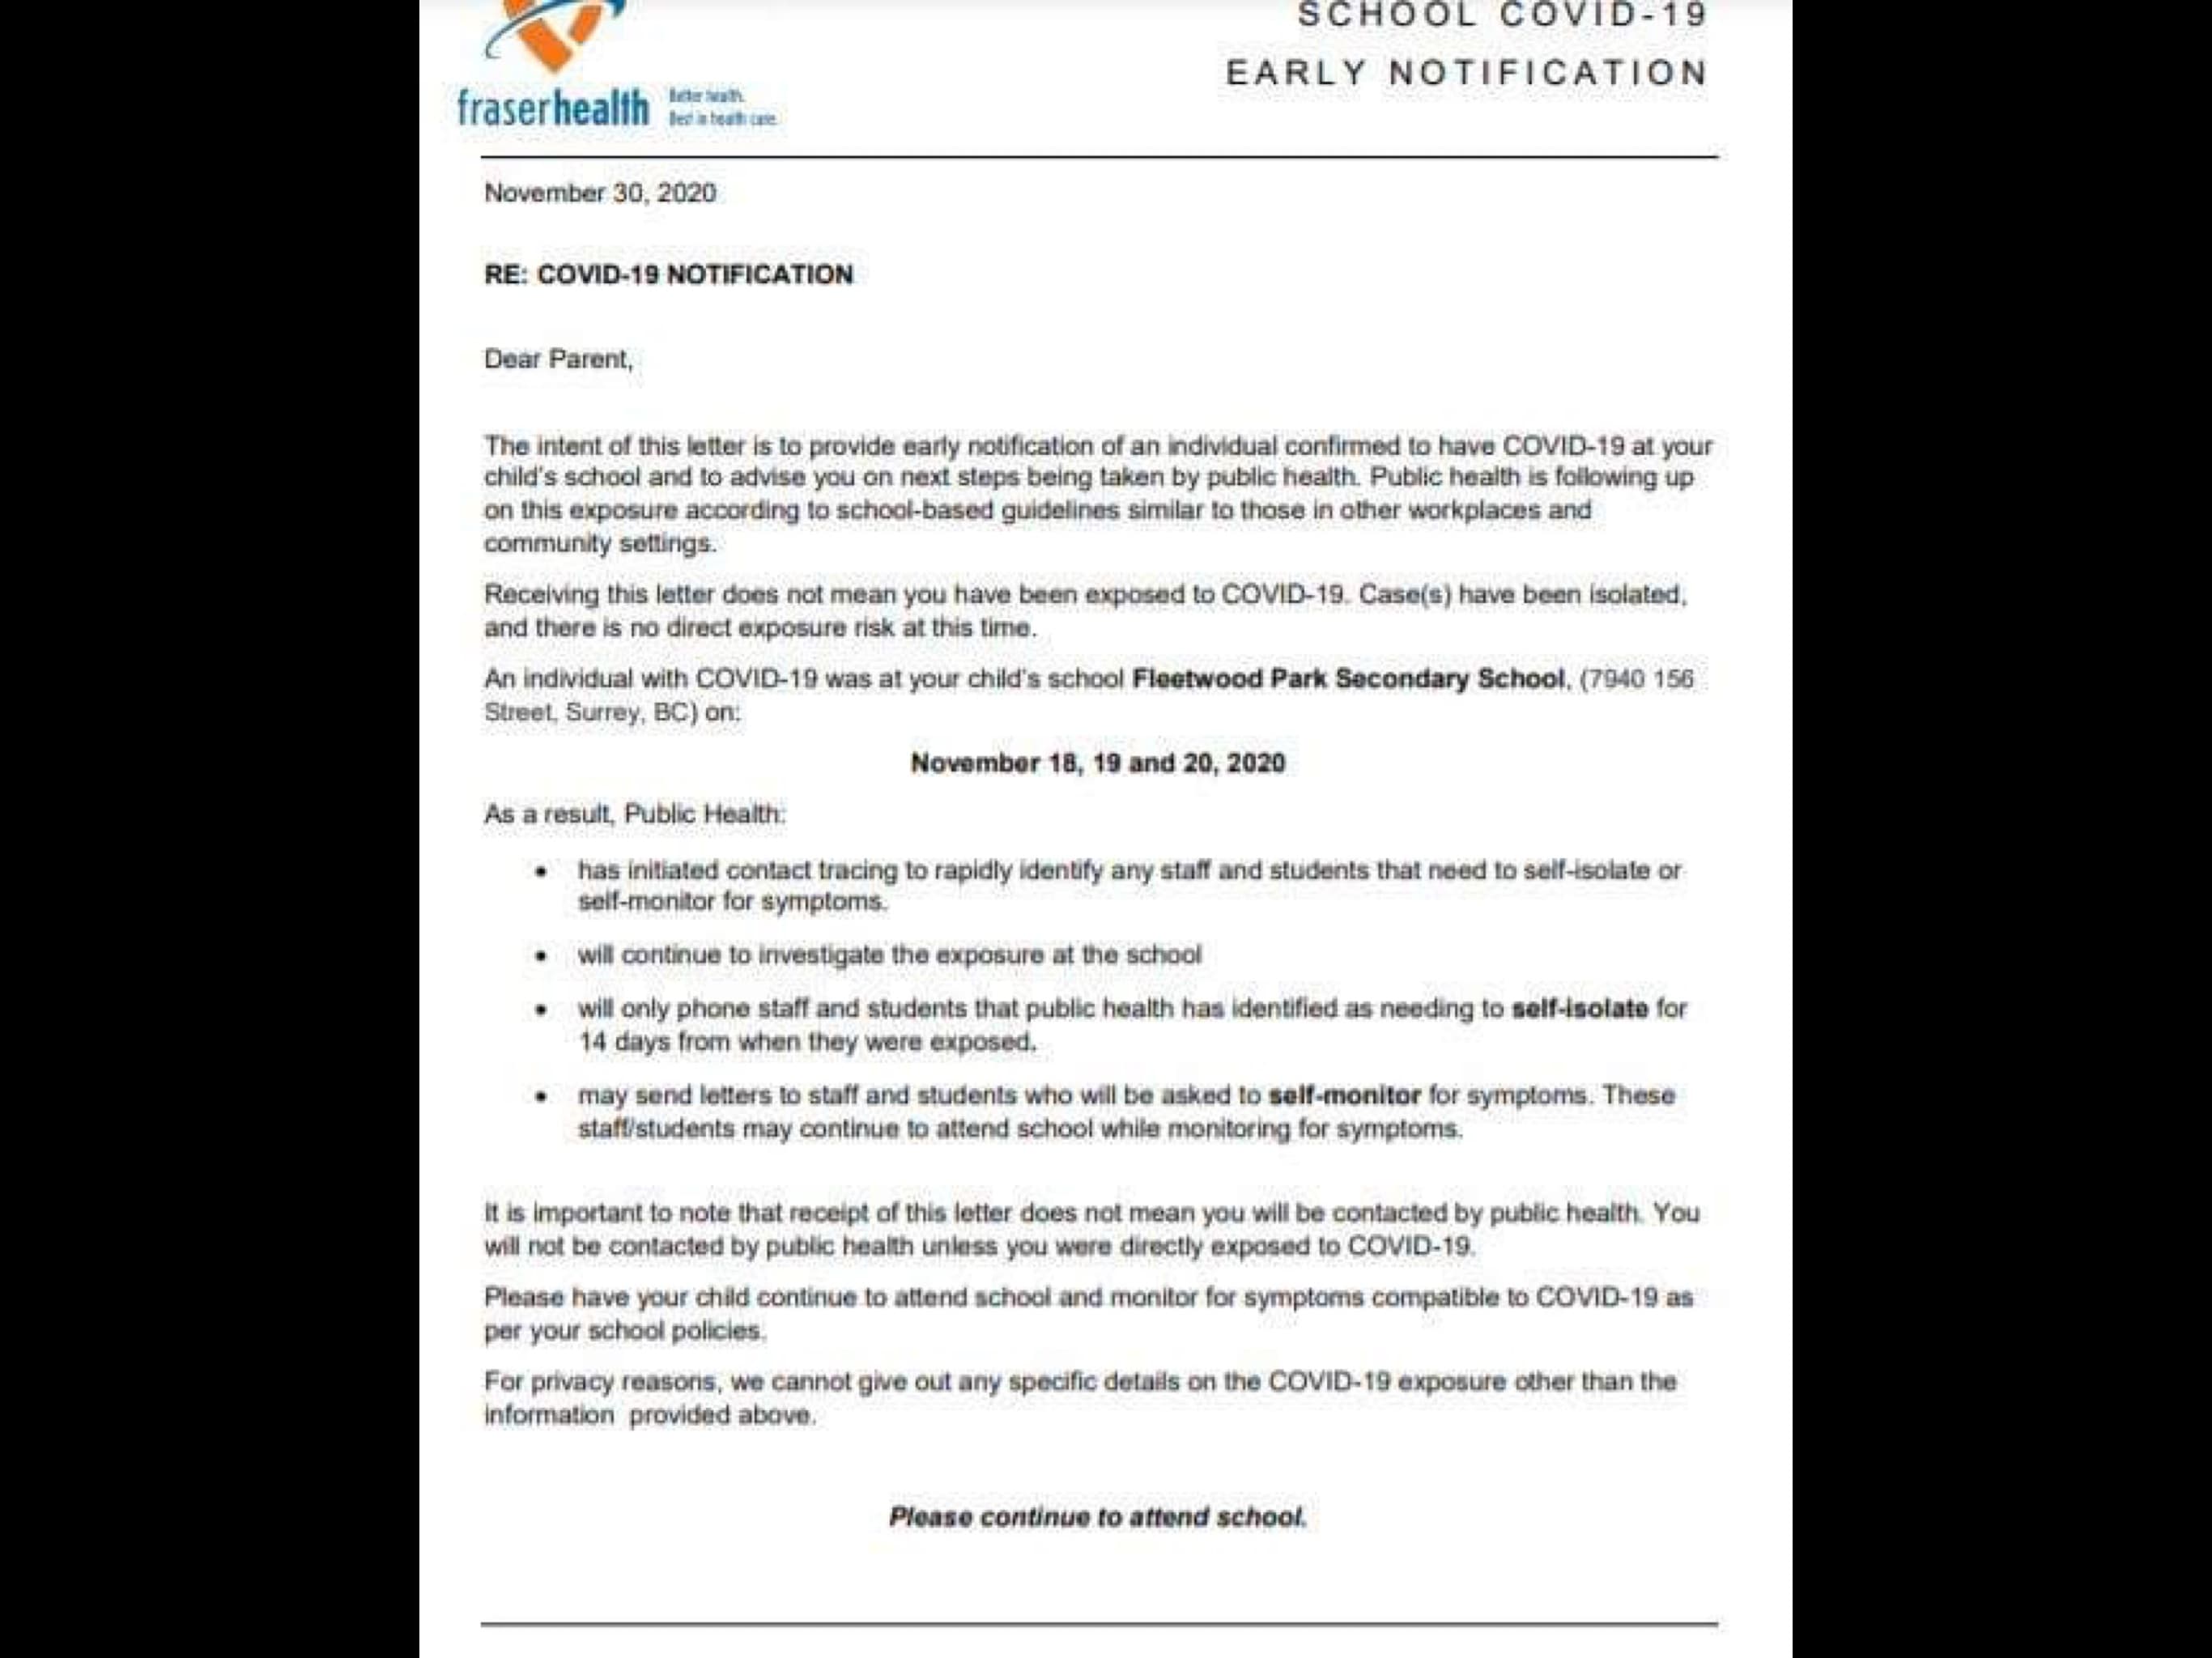 SCHOOL COVID-19
EARLY NOTIFICATION
fraserhealth
Better health.
Best in health care.
November 30, 2020
RE: COVID-19 NOTIFICATION
Dear Parent,
The intent of this letter is to provide early notification of an individual confirmed to have COVID-19 at your
child's school and to advise you on next steps being taken by public health. Public health is following up
on this exposure according to school-based guidelines similar to those in other workplaces and
community settings.
Receiving this letter does not mean you have been exposed to COVID-19. Case(s) have been isolated,
and there is no direct exposure risk at this time.
An individual with COVID-19 was at your child's school Fleetwood Park Secondary School, (7940 156
Street, Surrey, BC) on:
November 18, 19 and 20, 2020
As a result, Public Health:
• has initiated contact tracing to rapidly identify any staff and students that need to self-isolate or
self-monitor for symptoms.
• will continue to investigate the exposure at the school
• will only phone staff and students that public health has identified as needing to self-isolate for
14 days from when they were exposed.
• may send letters to staff and students who will be asked to self-monitor for symptoms. These
staff/students may continue to attend school while monitoring for symptoms.
It is important to note that receipt of this letter does not mean you will be contacted by public health. You
will not be contacted by public health unless you were directly exposed to COVID-19.
Please have your child continue to attend school and monitor for symptoms compatible to COVID-19 as
per your school policies.
For privacy reasons, we cannot give out any specific details on the COVID-19 exposure other than the
information provided above.
Please continue to attend school.